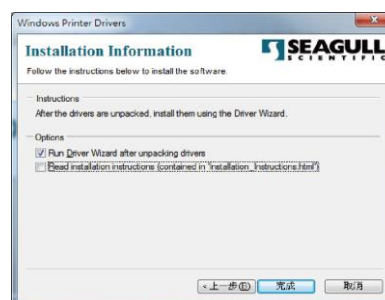 Windows Printer Drivers
Installation Information
SEAGULL
SCIENTIFIC
Follow the instructions below to install the software.
Instructions
After the drivers are unpacked, install them using the Driver Wizard.
Options
Run Driver Wizard after unpacking drivers
Read installation instructions (contained in "Installation_Instructions.html")
<上一步(B)
完成
取消